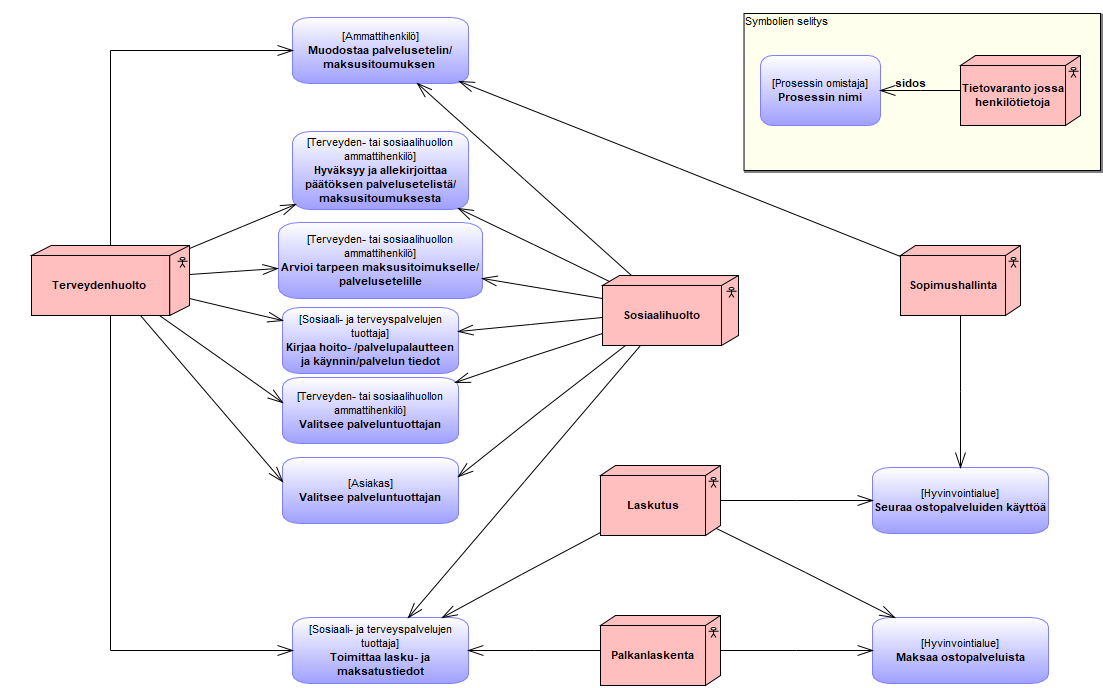 [Ammattihenkilö]
Muodostaa palvelusetelin/
maksusitoumuksen
Symbolien selitys
[Prosessin omistaja]
Prosessin nimi
sidos
Tietovaranto jossa
henkilötietoja
[Terveyden- tai sosiaalihuollon
ammattihenkilö]
Hyväksyy ja allekirjoittaa
päätöksen palvelusetelistä/
maksusitoumuksesta
[Terveyden- tai sosiaalihuollon
ammattihenkilö]
Arvioi tarpeen maksusitoimukselle/
palvelusetelille
Terveydenhuolto
Sosiaalihuolto
Sopimushallinta
[Sosiaali- ja terveyspalvelujen
tuottaja]
Kirjaa hoito- /palvelupalautteen
ja käynnin/palvelun tiedot
[Terveyden- tai sosiaalihuollon
ammattihenkilö]
Valitsee palveluntuottajan
[Asiakas]
Valitsee palveluntuottajan
Laskutus
[Hyvinvointialue]
Seuraa ostopalveluiden käyttöä
[Sosiaali- ja terveyspalvelujen
tuottaja]
Toimittaa lasku- ja
maksatustiedot
Palkanlaskenta
[Hyvinvointialue]
Maksaa ostopalveluista